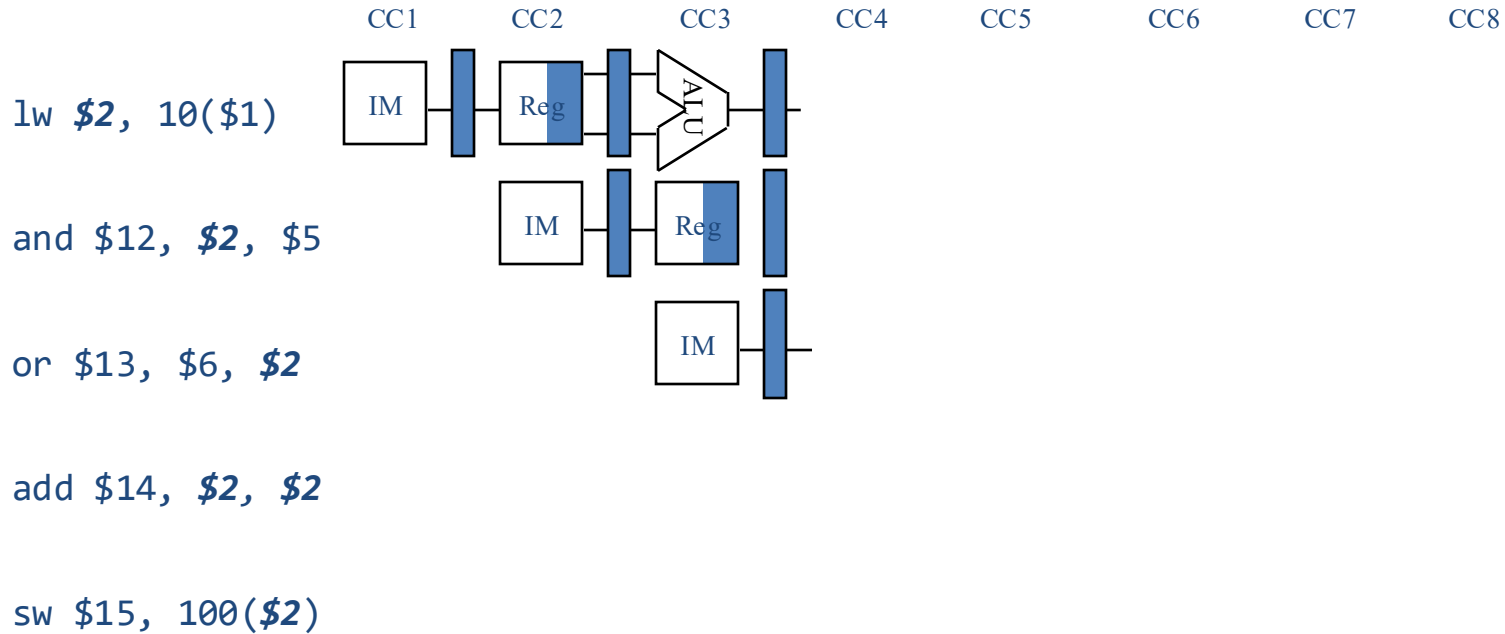 CC1 CC2 CC3 CC4 CC5 CC6 CC7 CC8
lw $2, 10($1) IM Reg ALU
and $12, $2, $5 IM Reg
or $13, $6, $2 IM
add $14, $2, $2
sw $15, 100($2)